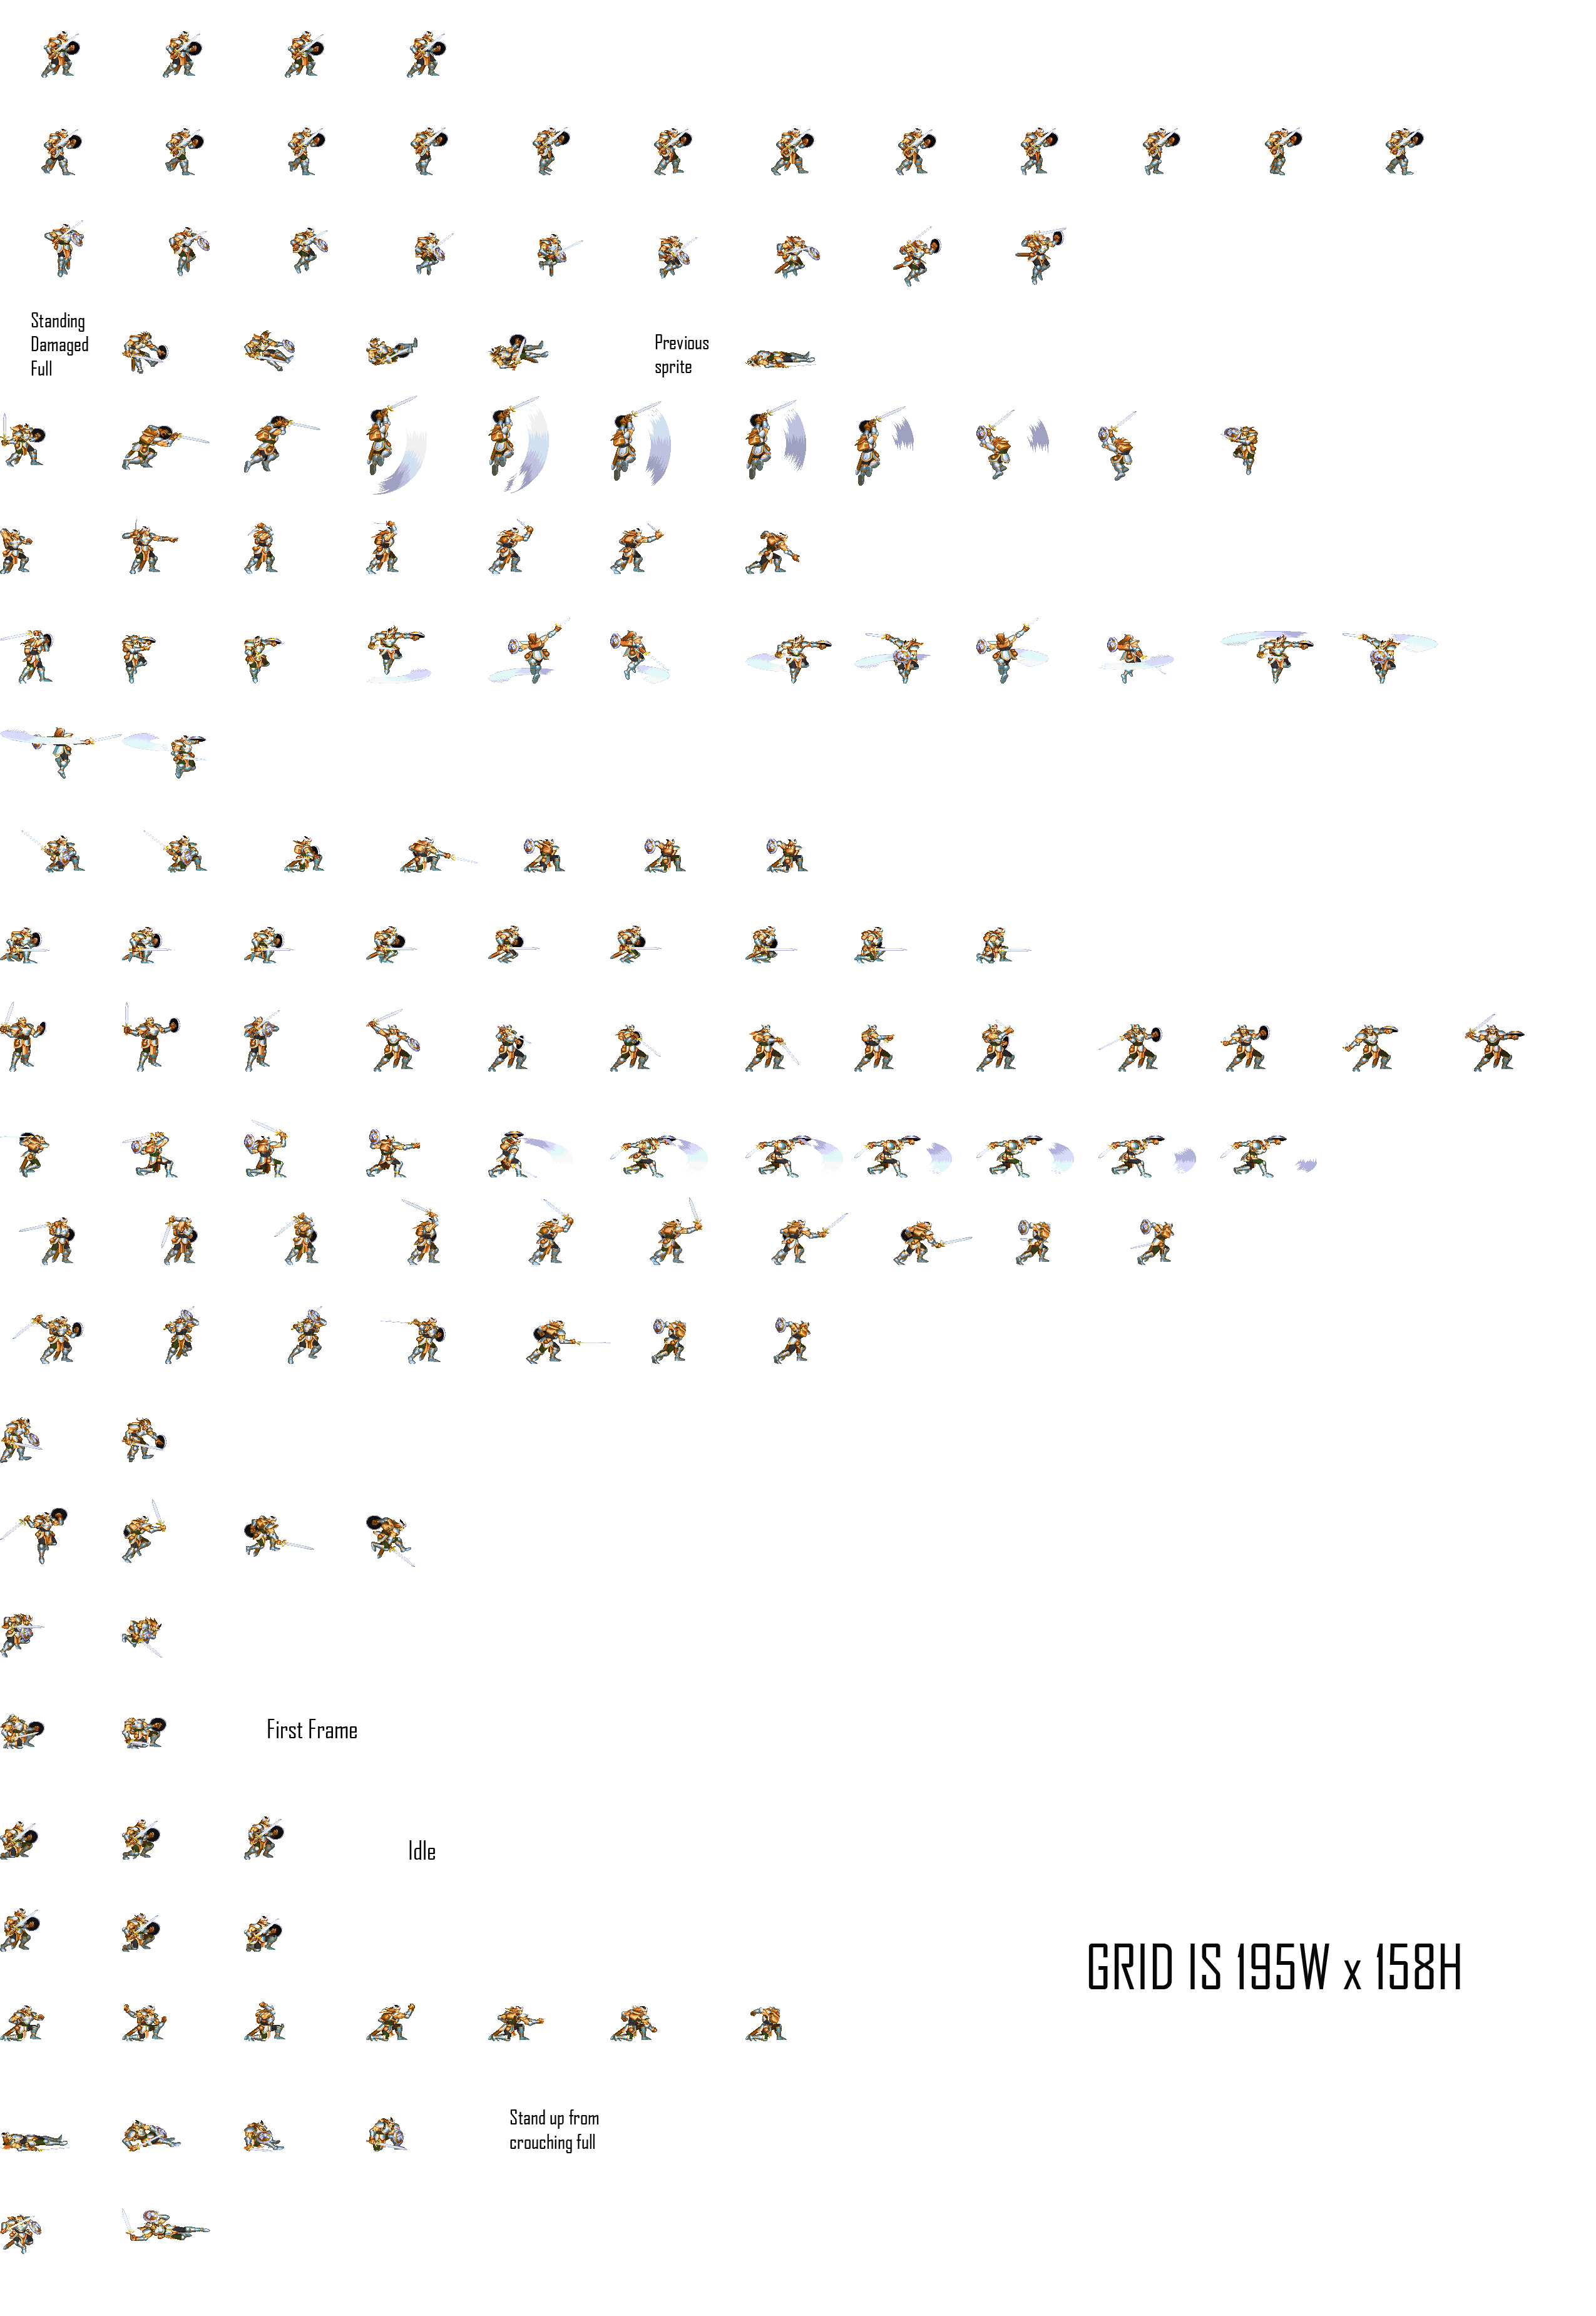 Standing
Damaged
Full
Previous
sprite
First Frame
Idle
GRID IS 195W x 158H
Stand up from
crouching full